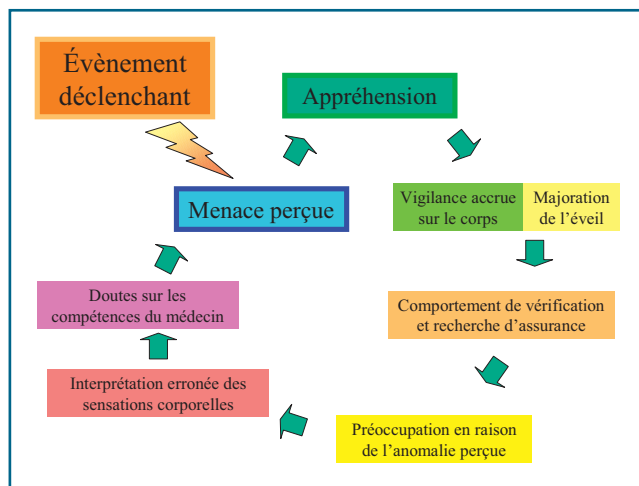 Évènement
déclenchant
Appréhension
Menace perçue
Vigilance accrue
sur le corps
Majoration
de l'éveil
Comportement de vérification
et recherche d'assurance
Préoccupation en raison
de l'anomalie perçue
Interprétation erronée des
sensations corporelles
Doutes sur les
compétences du médecin